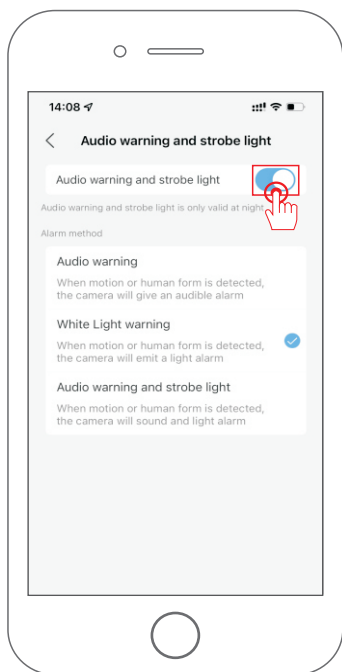 14:08
Audio warning and strobe light
Audio warning and strobe light
Audio warning and strobe light is only valid at night
Alarm method
Audio warning
When motion or human form is detected,
the camera will give an audible alarm
White Light warning
When motion or human form is detected,
the camera will emit a light alarm
Audio warning and strobe light
When motion or human form is detected,
the camera will sound and light alarm